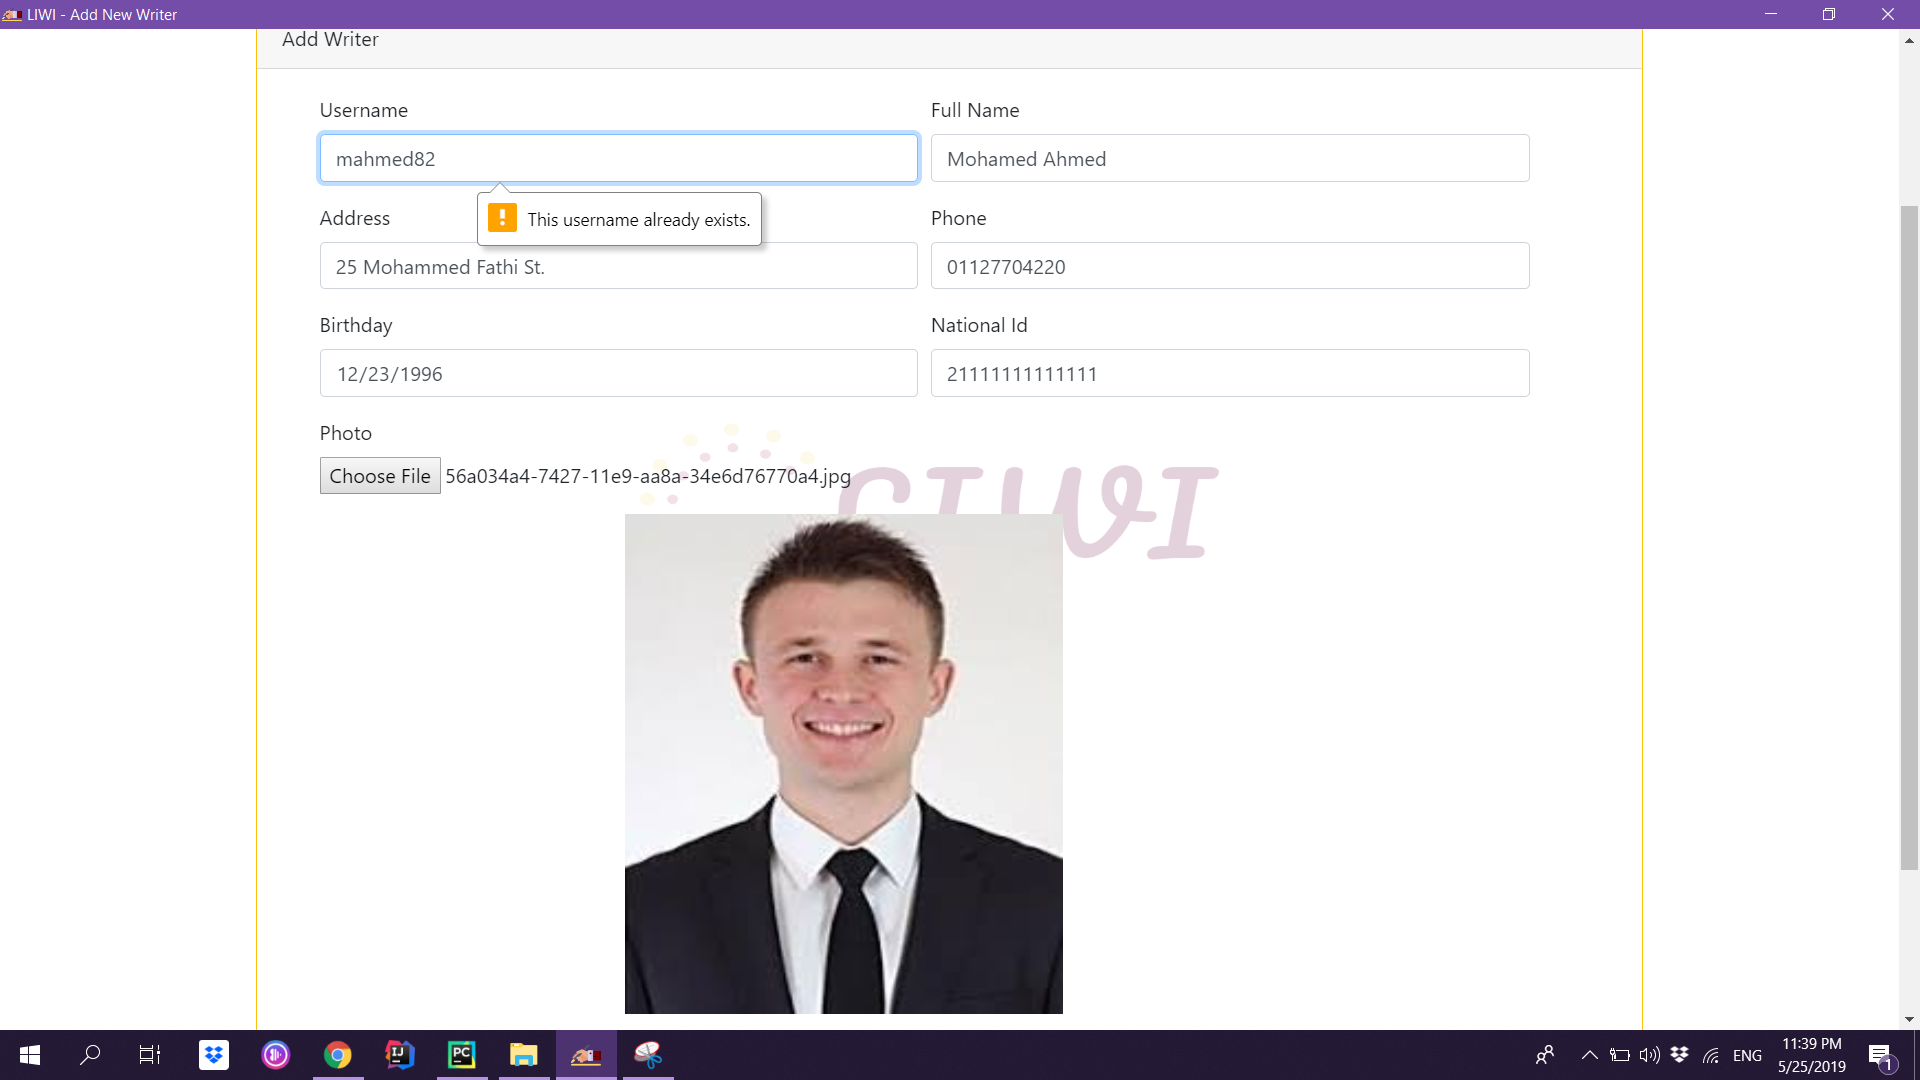 LIWI - Add New Writer
Add Writer
Username
Full Name
mahmed82
Mohamed Ahmed
This username already exists.
Address
Phone
25 Mohammed Fathi St.
01127704220
Birthday
National Id
12/23/1996
21111111111111
Photo
Choose File 56a034a4-7427-11e9-aa8a-34e6d76770a4.jpg
LIWI
IJ
PC
ENG
11:39 PM
5/25/2019
1